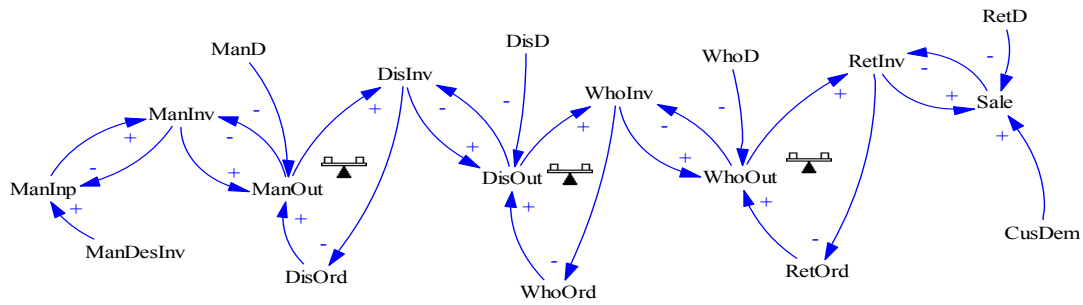 RetD
ManD
DisD
WhoD
RetInv
DisInv
WhoInv
Sale
ManInv
ManInp
ManOut
DisOut
WhoOut
ManDesInv
DisOrd
WhoOrd
RetOrd
CusDem
+
-
+
-
+
-
-
+
-
+
-
+
-
-
+
-
+
-
+
-
-
+
-
+
-
+
-
+
-
+